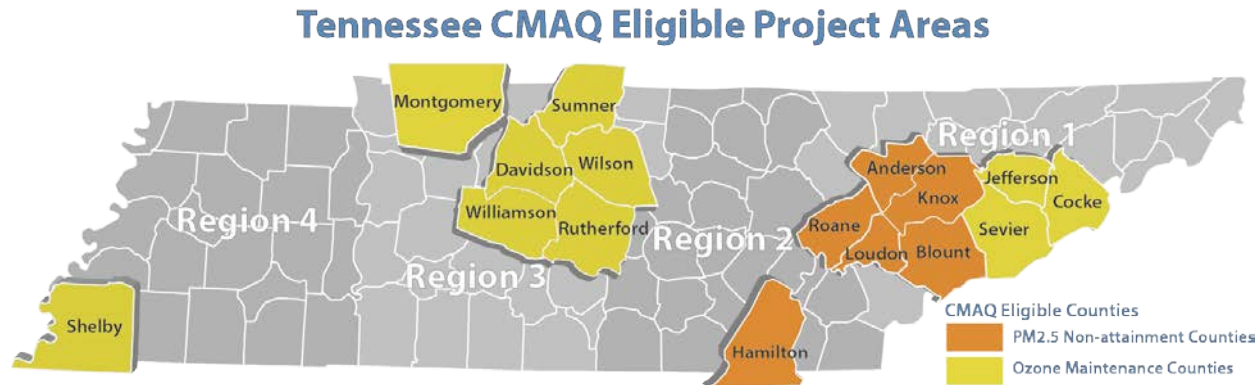 Tennessee CMAQ Eligible Project Areas
Montgomery
Sumner
Davidson
Wilson
Williamson
Rutherford
Region 1
Anderson
Knox
Jefferson
Cocke
Sevier
Roane
Loudon
Blount
Region 4
Region 3
Region 2
Shelby
Hamilton
CMAQ Eligible Counties
PM2.5 Non-attainment Counties
Ozone Maintenance Counties